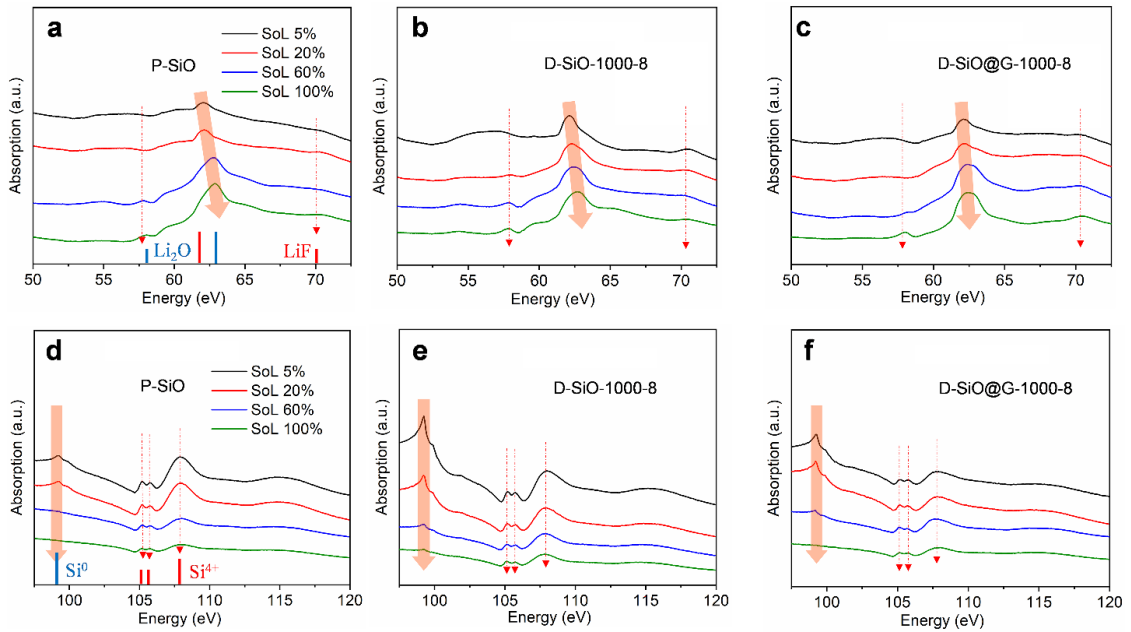 a
P-SiO
SoL 5%
SoL 20%
SoL 60%
SoL 100%
Li₂O
LiF
Absorption (a.u.)
50 55 60 65 70
Energy (eV)
b
D-SiO-1000-8
Absorption (a.u.)
50 55 60 65 70
Energy (eV)
c
D-SiO@G-1000-8
Absorption (a.u.)
50 55 60 65 70
Energy (eV)
d
P-SiO
SoL 5%
SoL 20%
SoL 60%
SoL 100%
Si⁰
Si⁴⁺
Absorption (a.u.)
100 105 110 115 120
Energy (eV)
e
D-SiO-1000-8
Absorption (a.u.)
100 105 110 115 120
Energy (eV)
f
D-SiO@G-1000-8
Absorption (a.u.)
100 105 110 115 120
Energy (eV)